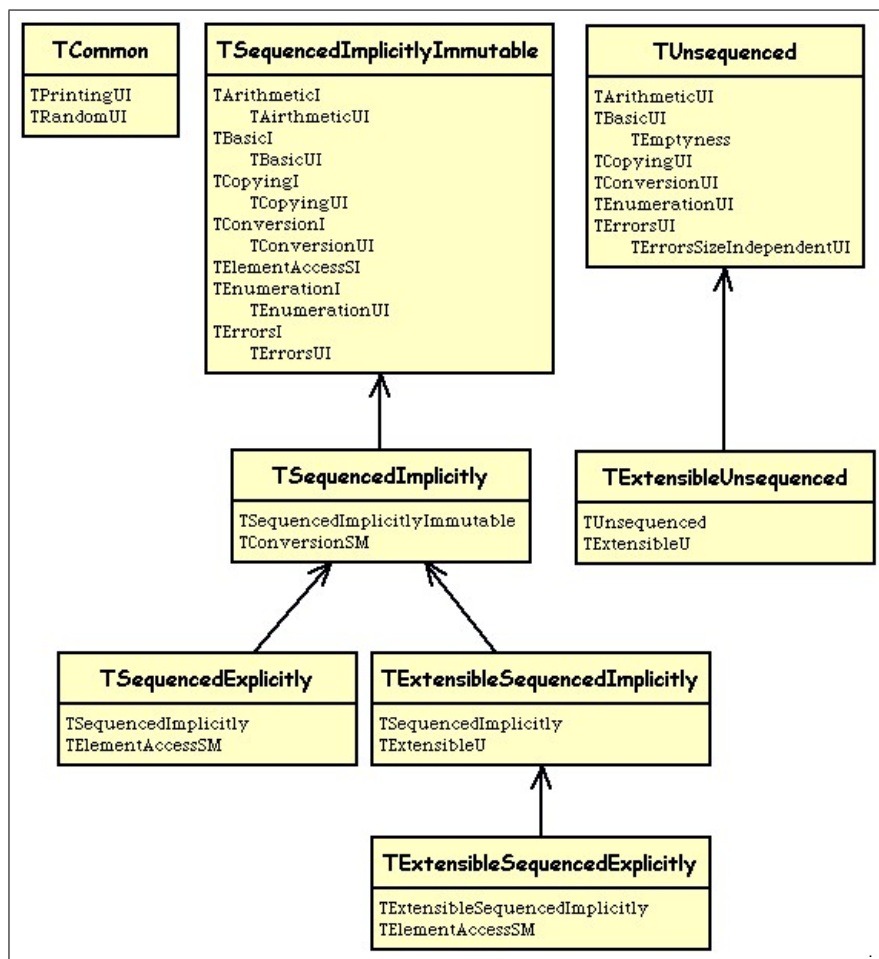 TCommon
TPrintingUI
TRandomUI
TSequencedImplicitlyImmutable
TArithmeticI
TAirthmeticUI
TBasicI
TBasicUI
TCopyingI
TCopyingUI
TConversionI
TConversionUI
TElementAccessSI
TEnumerationI
TEnumerationUI
TErrorsI
TErrorsUI
TUnsequenced
TArithmeticUI
TBasicUI
TEmptyness
TCopyingUI
TConversionUI
TEnumerationUI
TErrorsUI
TErrorsSizeIndependentUI
TSequencedImplicitly
TSequencedImplicitlyImmutable
TConversionSM
TExtensibleUnsequenced
TUnsequenced
TExtensibleU
TSequencedExplicitly
TSequencedImplicitly
TElementAccessSM
TExtensibleSequencedImplicitly
TSequencedImplicitly
TExtensibleU
TExtensibleSequencedExplicitly
TExtensibleSequencedImplicitly
TElementAccessSM